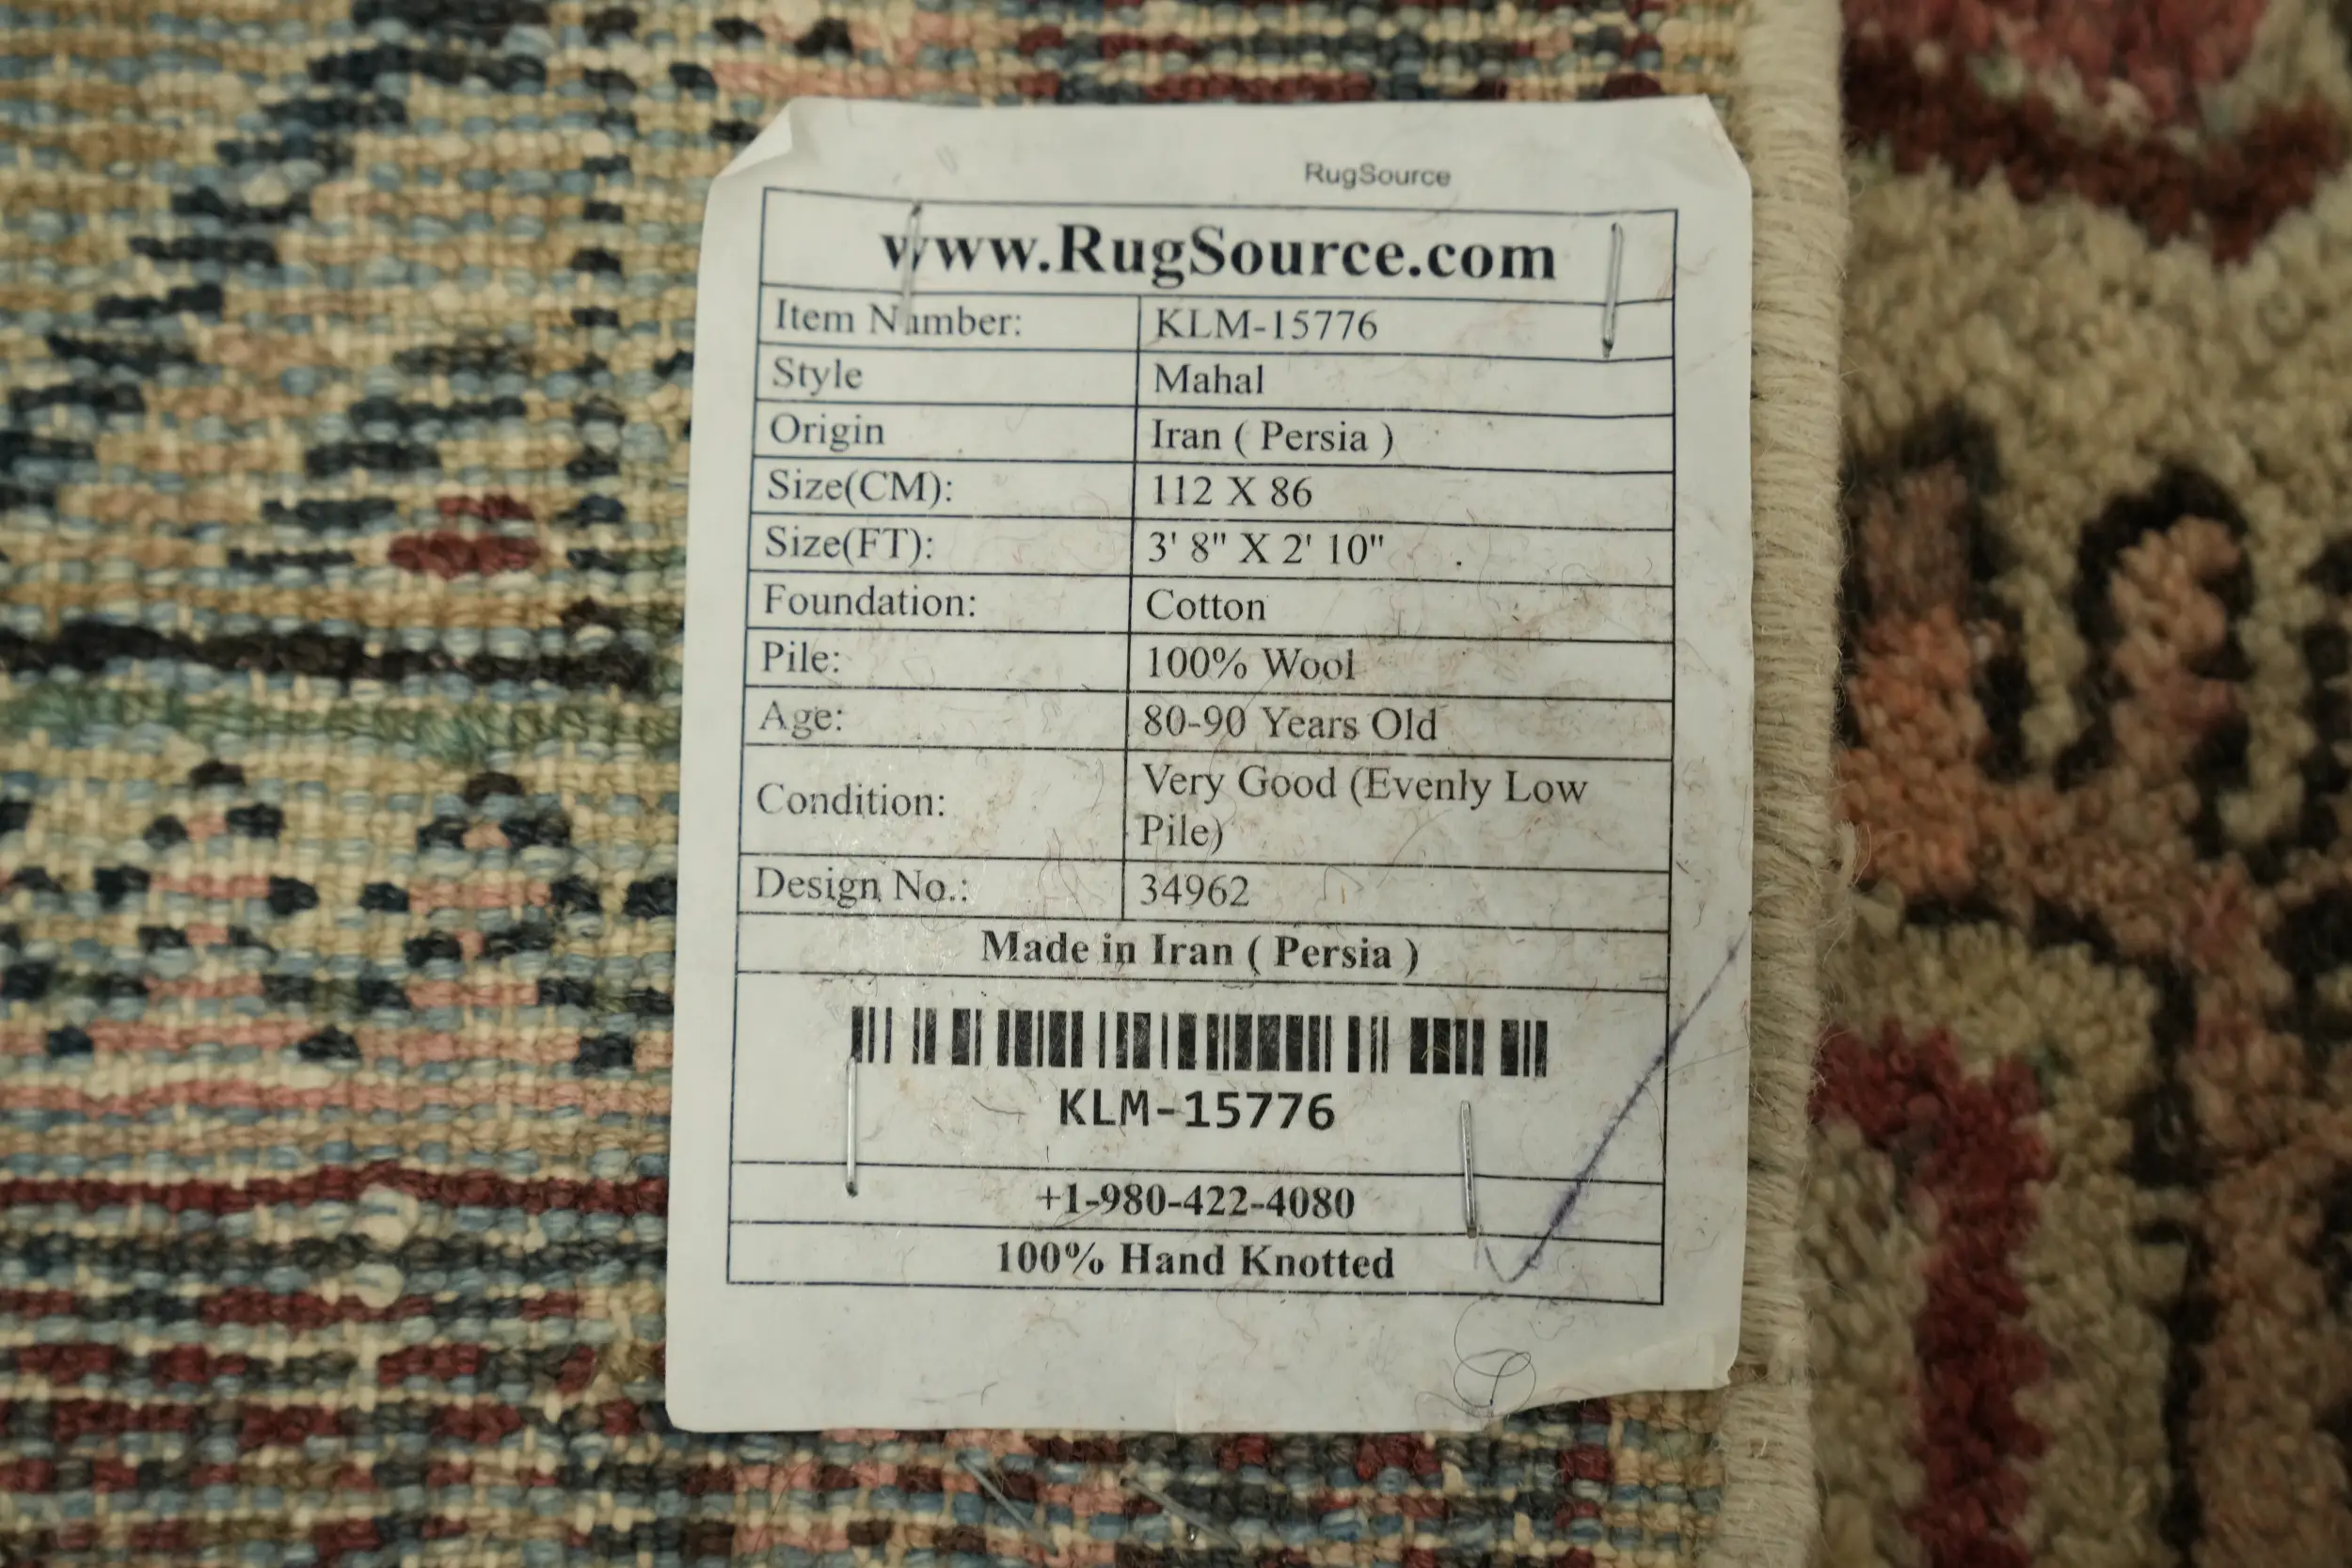 RugSource
www.RugSource.com
Item Number: KLM-15776
Style Mahal
Origin Iran ( Persia )
Size(CM): 112 X 86
Size(FT): 3' 8" X 2' 10"
Foundation: Cotton
Pile: 100% Wool
Age: 80-90 Years Old
Condition: Very Good (Evenly Low
Pile)
Design No.: 34962
Made in Iran ( Persia )
KLM-15776
+1-980-422-4080
100% Hand Knotted